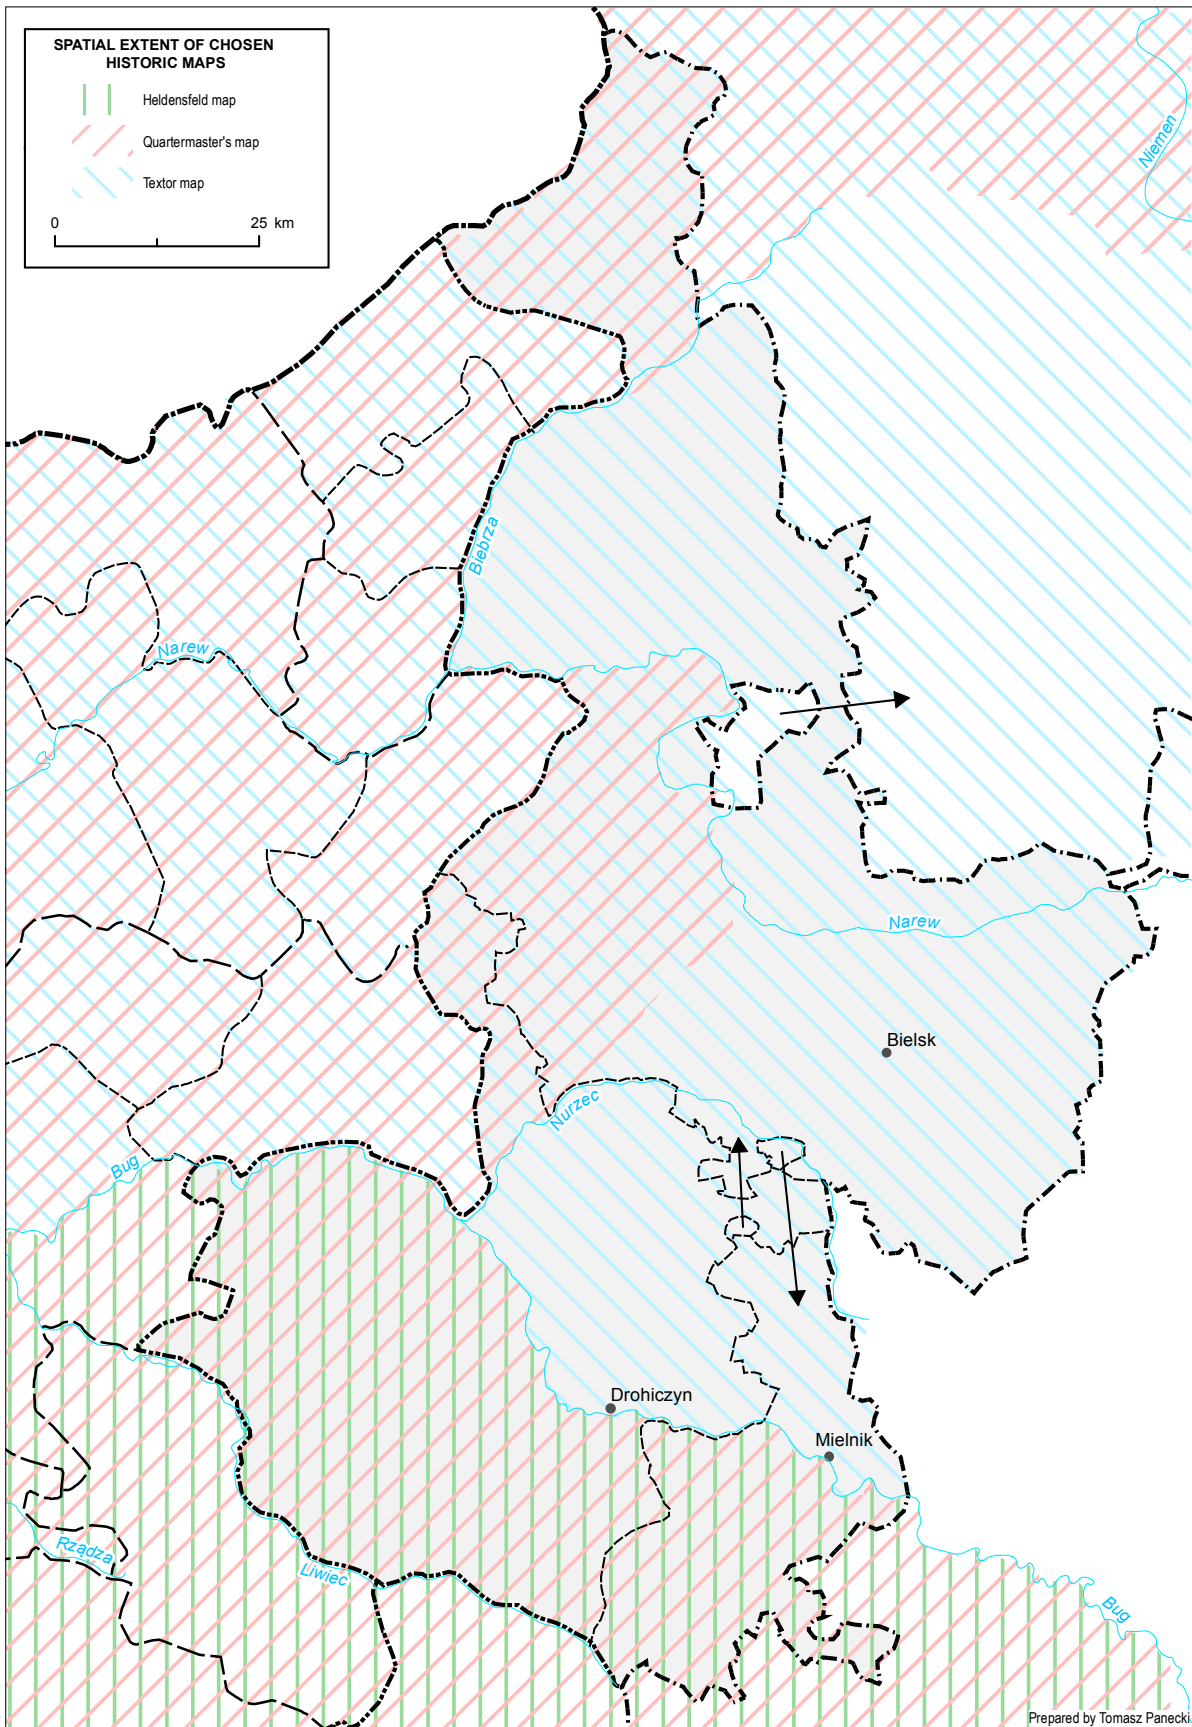 SPATIAL EXTENT OF CHOSEN
HISTORIC MAPS
Heldensfeld map
Quartermaster's map
Textor map
0 25 km
Niemen
Biebrza
Narew
Narew
Bielsk
Nurzec
Bug
Drohiczyn
Mielnik
Rządza
Liwiec
Bug
Prepared by Tomasz Panecki